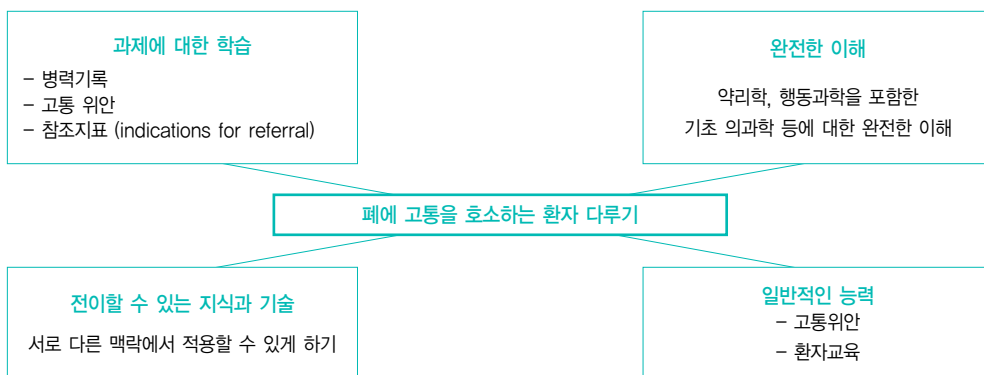 과제에 대한 학습
– 병력기록
– 고통 위안
– 참조지표 (indications for referral)
완전한 이해
약리학, 행동과학을 포함한
기초 의과학 등에 대한 완전한 이해
폐에 고통을 호소하는 환자 다루기
전이할 수 있는 지식과 기술
서로 다른 맥락에서 적용할 수 있게 하기
일반적인 능력
– 고통위안
– 환자교육